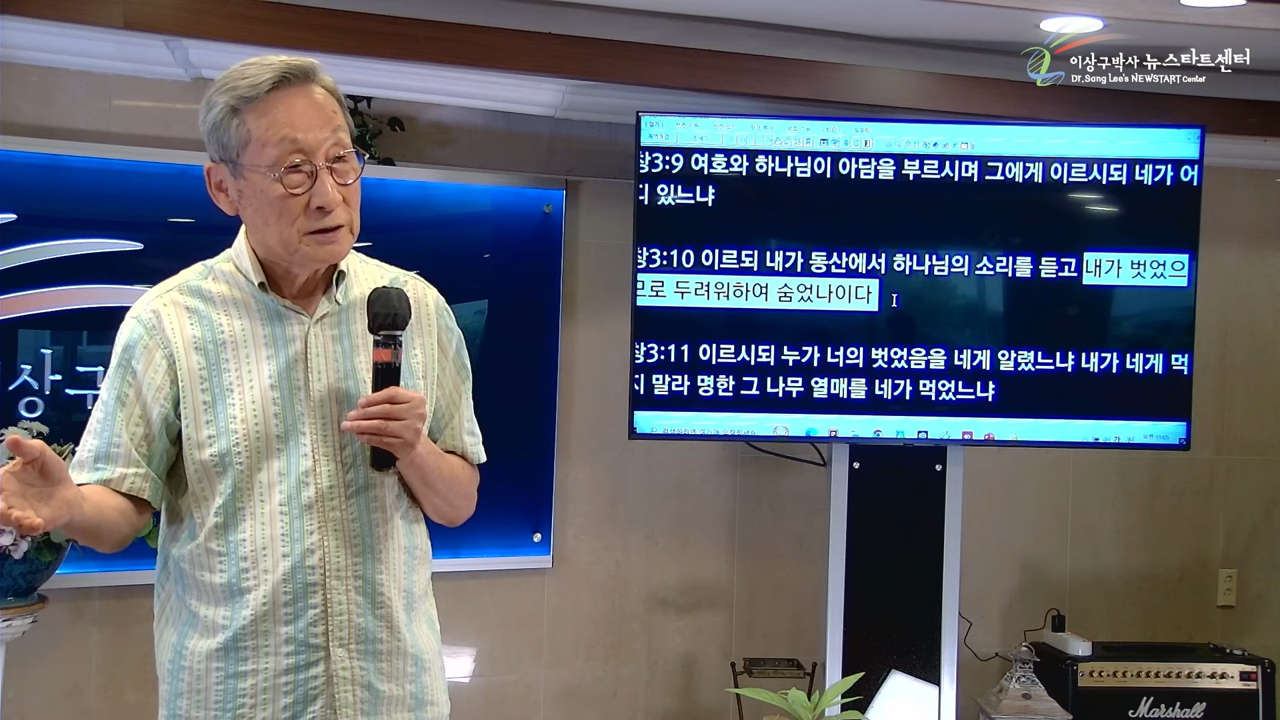 이상구박사 뉴스타트센터
Dr. Sang Lee's NEWSTART Center
창3:9 여호와 하나님이 아담을 부르시며 그에게 이르시되 네가 어
디 있느냐
창3:10 이르되 내가 동산에서 하나님의 소리를 듣고 내가 벗었으
므로 두려워하여 숨었나이다
창3:11 이르시되 누가 너의 벗었음을 네게 알렸느냐 내가 네게 먹
지 말라 명한 그 나무 열매를 네가 먹었느냐
상구
Marshall